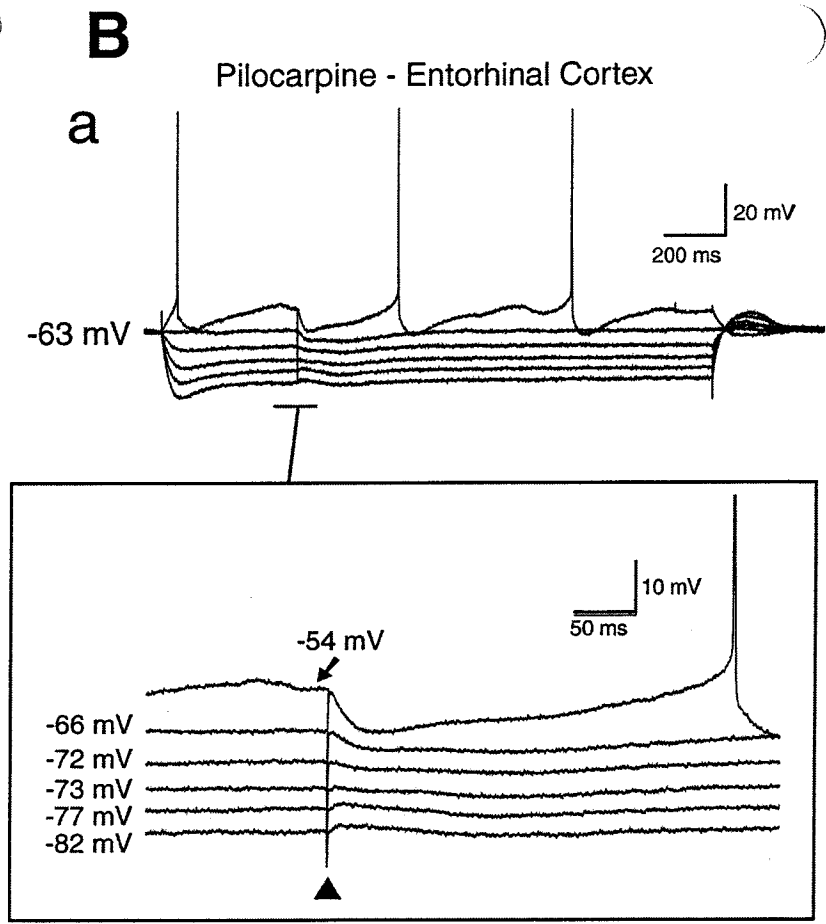 B
Pilocarpine - Entorhinal Cortex
a
20 mV
200 ms
-63 mV
10 mV
50 ms
-54 mV
-66 mV
-72 mV
-73 mV
-77 mV
-82 mV